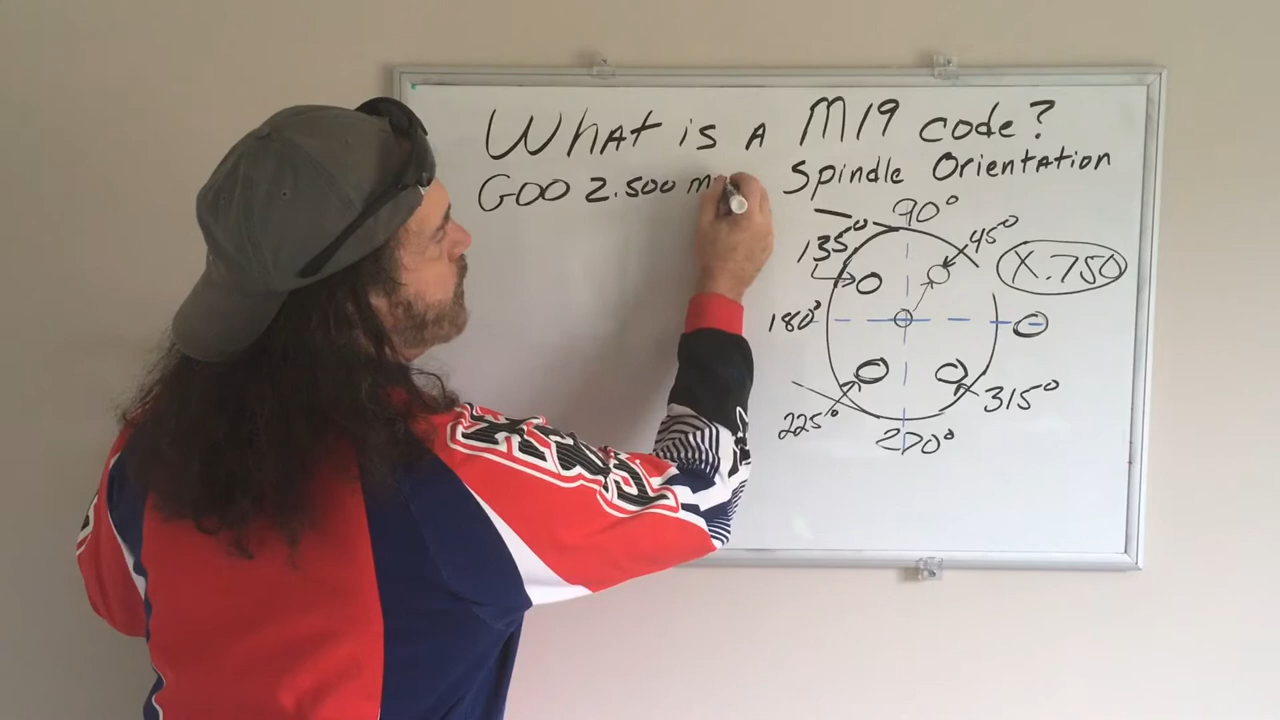 What is a M19 code?
Spindle Orientation
G00 2.500 m
90°
45°
135°
X.750
180°
315°
225°
270°